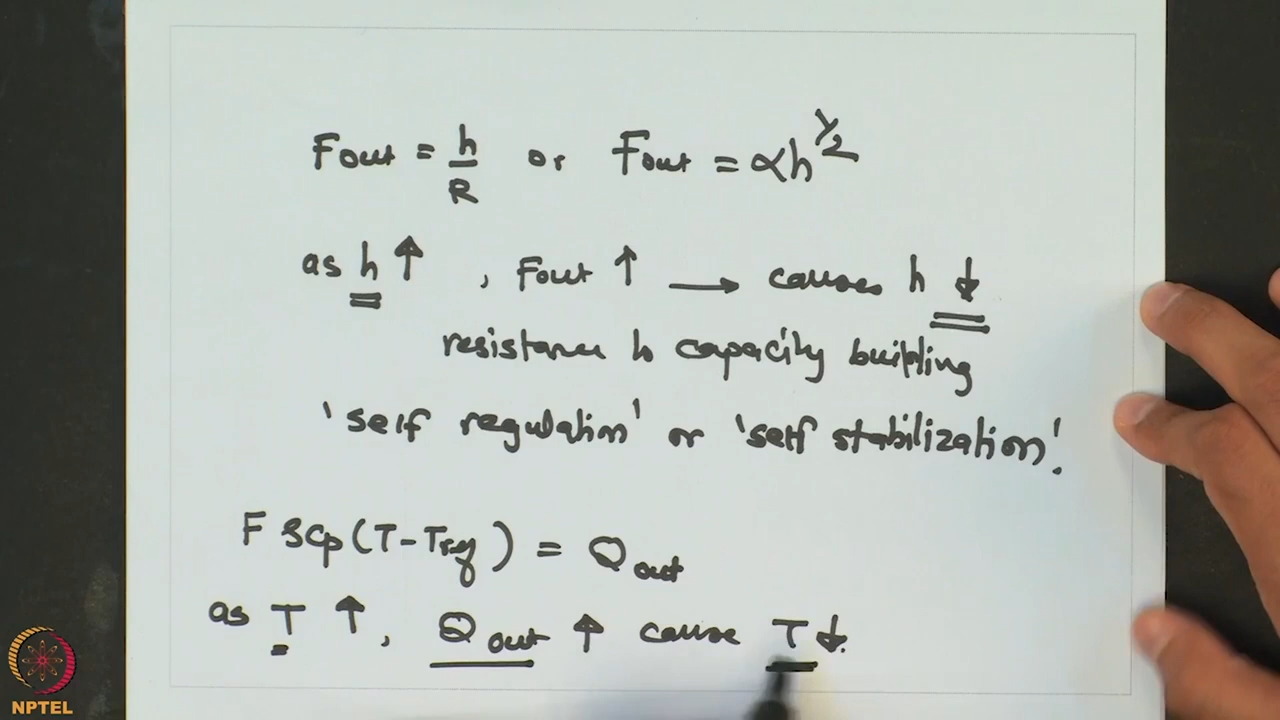 Fout = h/R or Fout = αh^1/2
as h ↑, Fout ↑ → causes h ↓
resistance to capacity building
'self regulation' or 'self stabilization'.
F ρCp(T-Tref) = Qout
as T ↑, Qout ↑ cause T ↓.
NPTEL